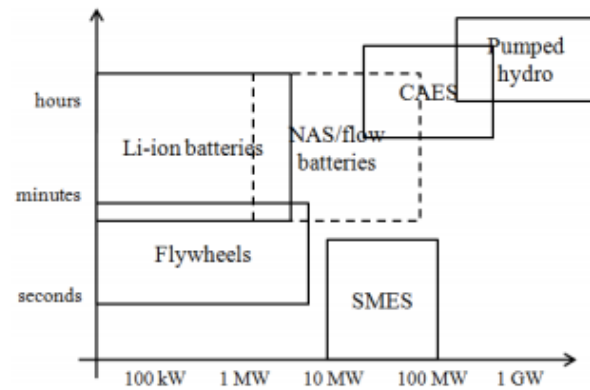 Pumped
hydro
hours
CAES
Li-ion batteries
NAS/flow
batteries
minutes
Flywheels
seconds
SMES
100 kW
1 MW
10 MW
100 MW
1 GW